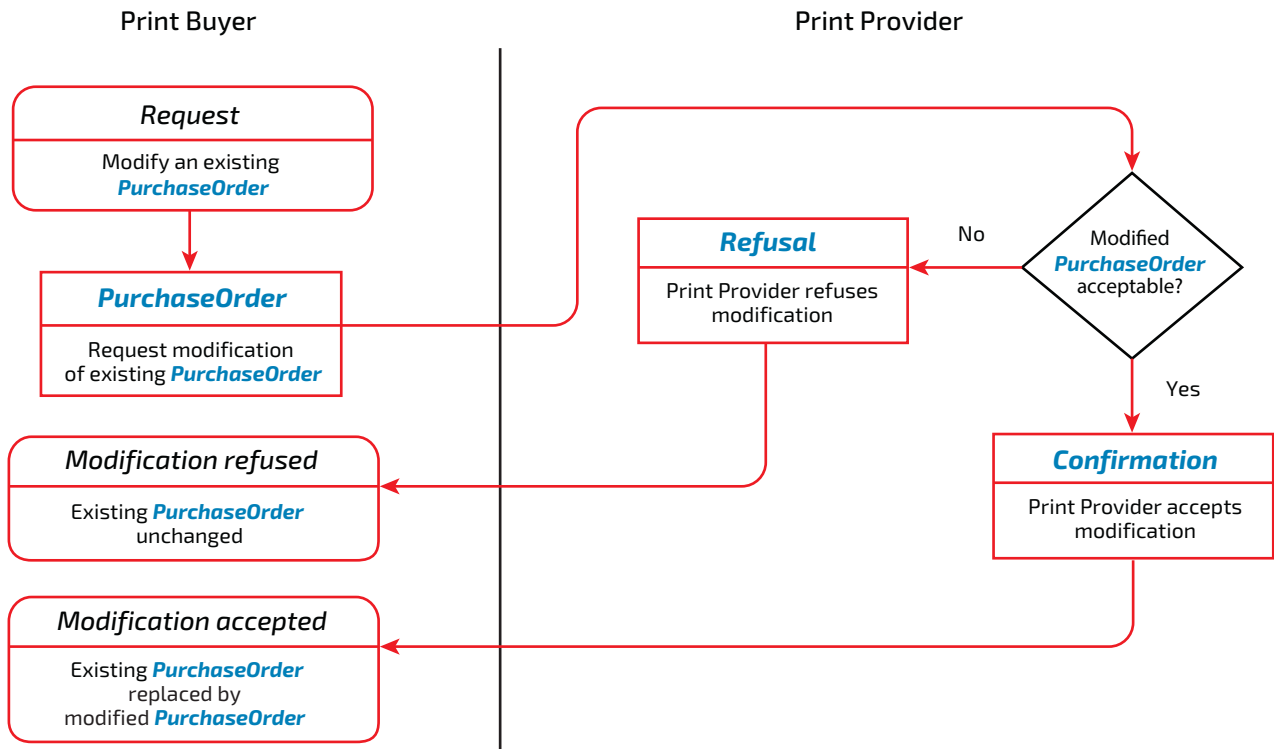 Print Buyer
Print Provider
Request
Modify an existing
PurchaseOrder
PurchaseOrder
Request modification
of existing PurchaseOrder
Modification refused
Existing PurchaseOrder
unchanged
Modification accepted
Existing PurchaseOrder
replaced by
modified PurchaseOrder
Refusal
Print Provider refuses
modification
No
Modified
PurchaseOrder
acceptable?
Yes
Confirmation
Print Provider accepts
modification